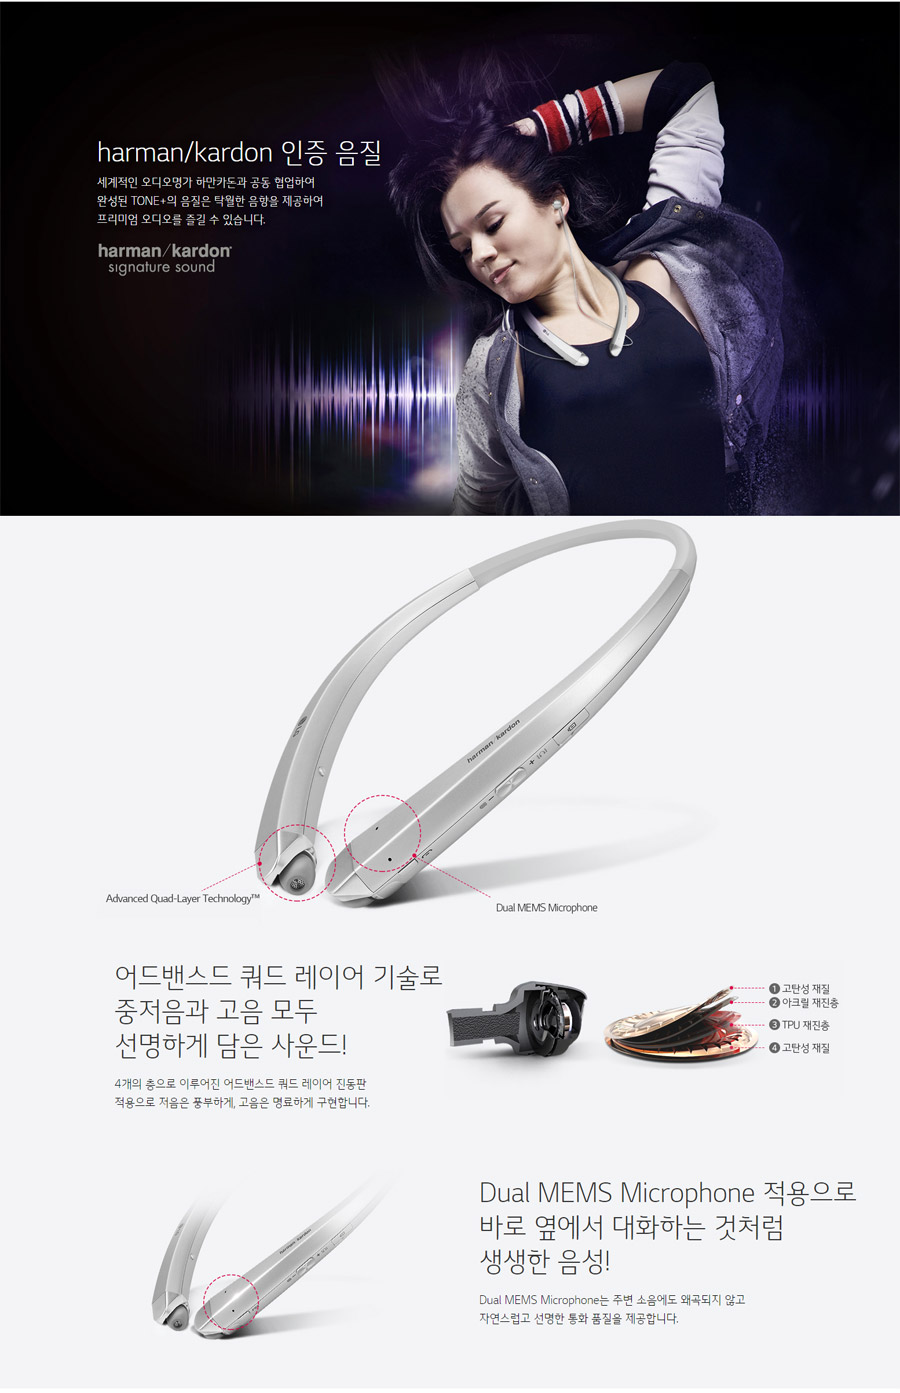 harman/kardon 인증 음질
세계적인 오디오명가 하만카돈과 공동 협업하여
완성된 TONE+의 음질은 탁월한 음향을 제공하여
프리미엄 오디오를 즐길 수 있습니다.
harman/kardon
signature sound
LG
harman/kardon
Advanced Quad-Layer Technology™
Dual MEMS Microphone
어드밴스드 쿼드 레이어 기술로
중저음과 고음 모두
선명하게 담은 사운드!
4개의 층으로 이루어진 어드밴스드 쿼드 레이어 진동판
적용으로 저음은 풍부하게, 고음은 명료하게 구현합니다.
1 고탄성 재질
2 아크릴 재진층
3 TPU 재진층
4 고탄성 재질
Dual MEMS Microphone 적용으로
바로 옆에서 대화하는 것처럼
생생한 음성!
Dual MEMS Microphone는 주변 소음에도 왜곡되지 않고
자연스럽고 선명한 통화 품질을 제공합니다.
harman/kardon